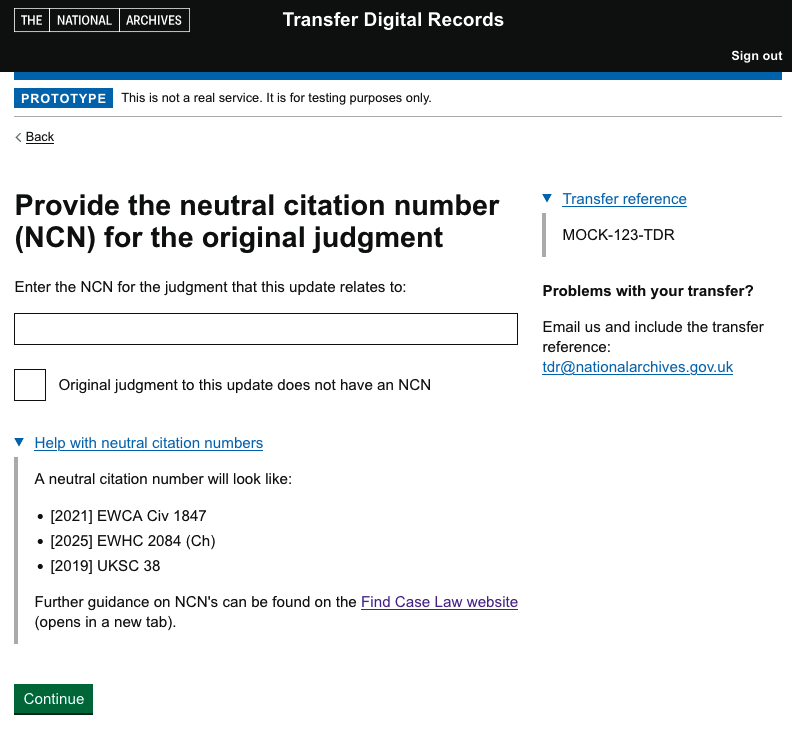 THE NATIONAL ARCHIVES
Transfer Digital Records
Sign out
PROTOTYPE This is not a real service. It is for testing purposes only.
Back
Provide the neutral citation number
(NCN) for the original judgment
Enter the NCN for the judgment that this update relates to:
Original judgment to this update does not have an NCN
Help with neutral citation numbers
A neutral citation number will look like:
• [2021] EWCA Civ 1847
• [2025] EWHC 2084 (Ch)
• [2019] UKSC 38
Further guidance on NCN's can be found on the Find Case Law website
(opens in a new tab).
Continue
Transfer reference
MOCK-123-TDR
Problems with your transfer?
Email us and include the transfer
reference:
tdr@nationalarchives.gov.uk